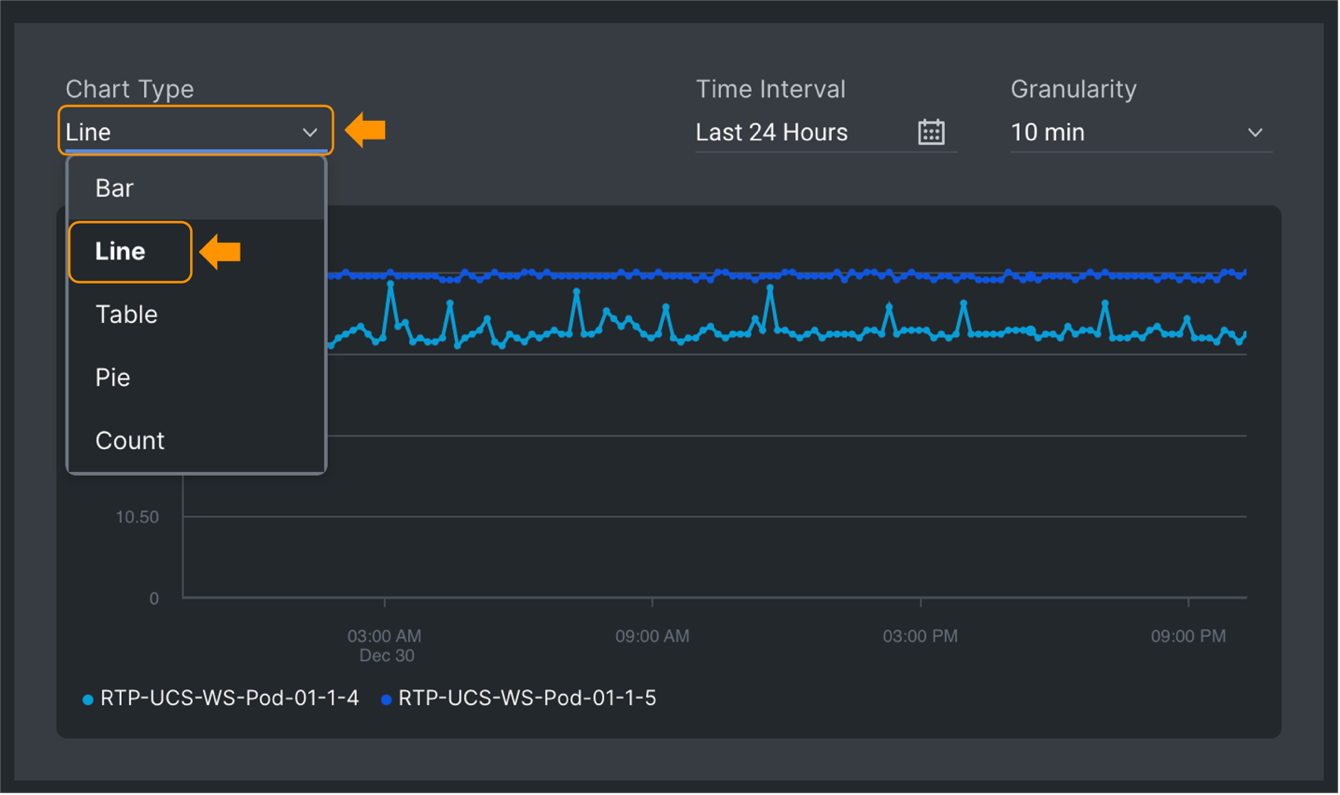 Chart Type
Time Interval
Granularity
Line
Last 24 Hours
10 min
Bar
Line
Table
Pie
Count
10.50
0
03:00 AM
09:00 AM
03:00 PM
09:00 PM
Dec 30
RTP-UCS-WS-Pod-01-1-4
RTP-UCS-WS-Pod-01-1-5